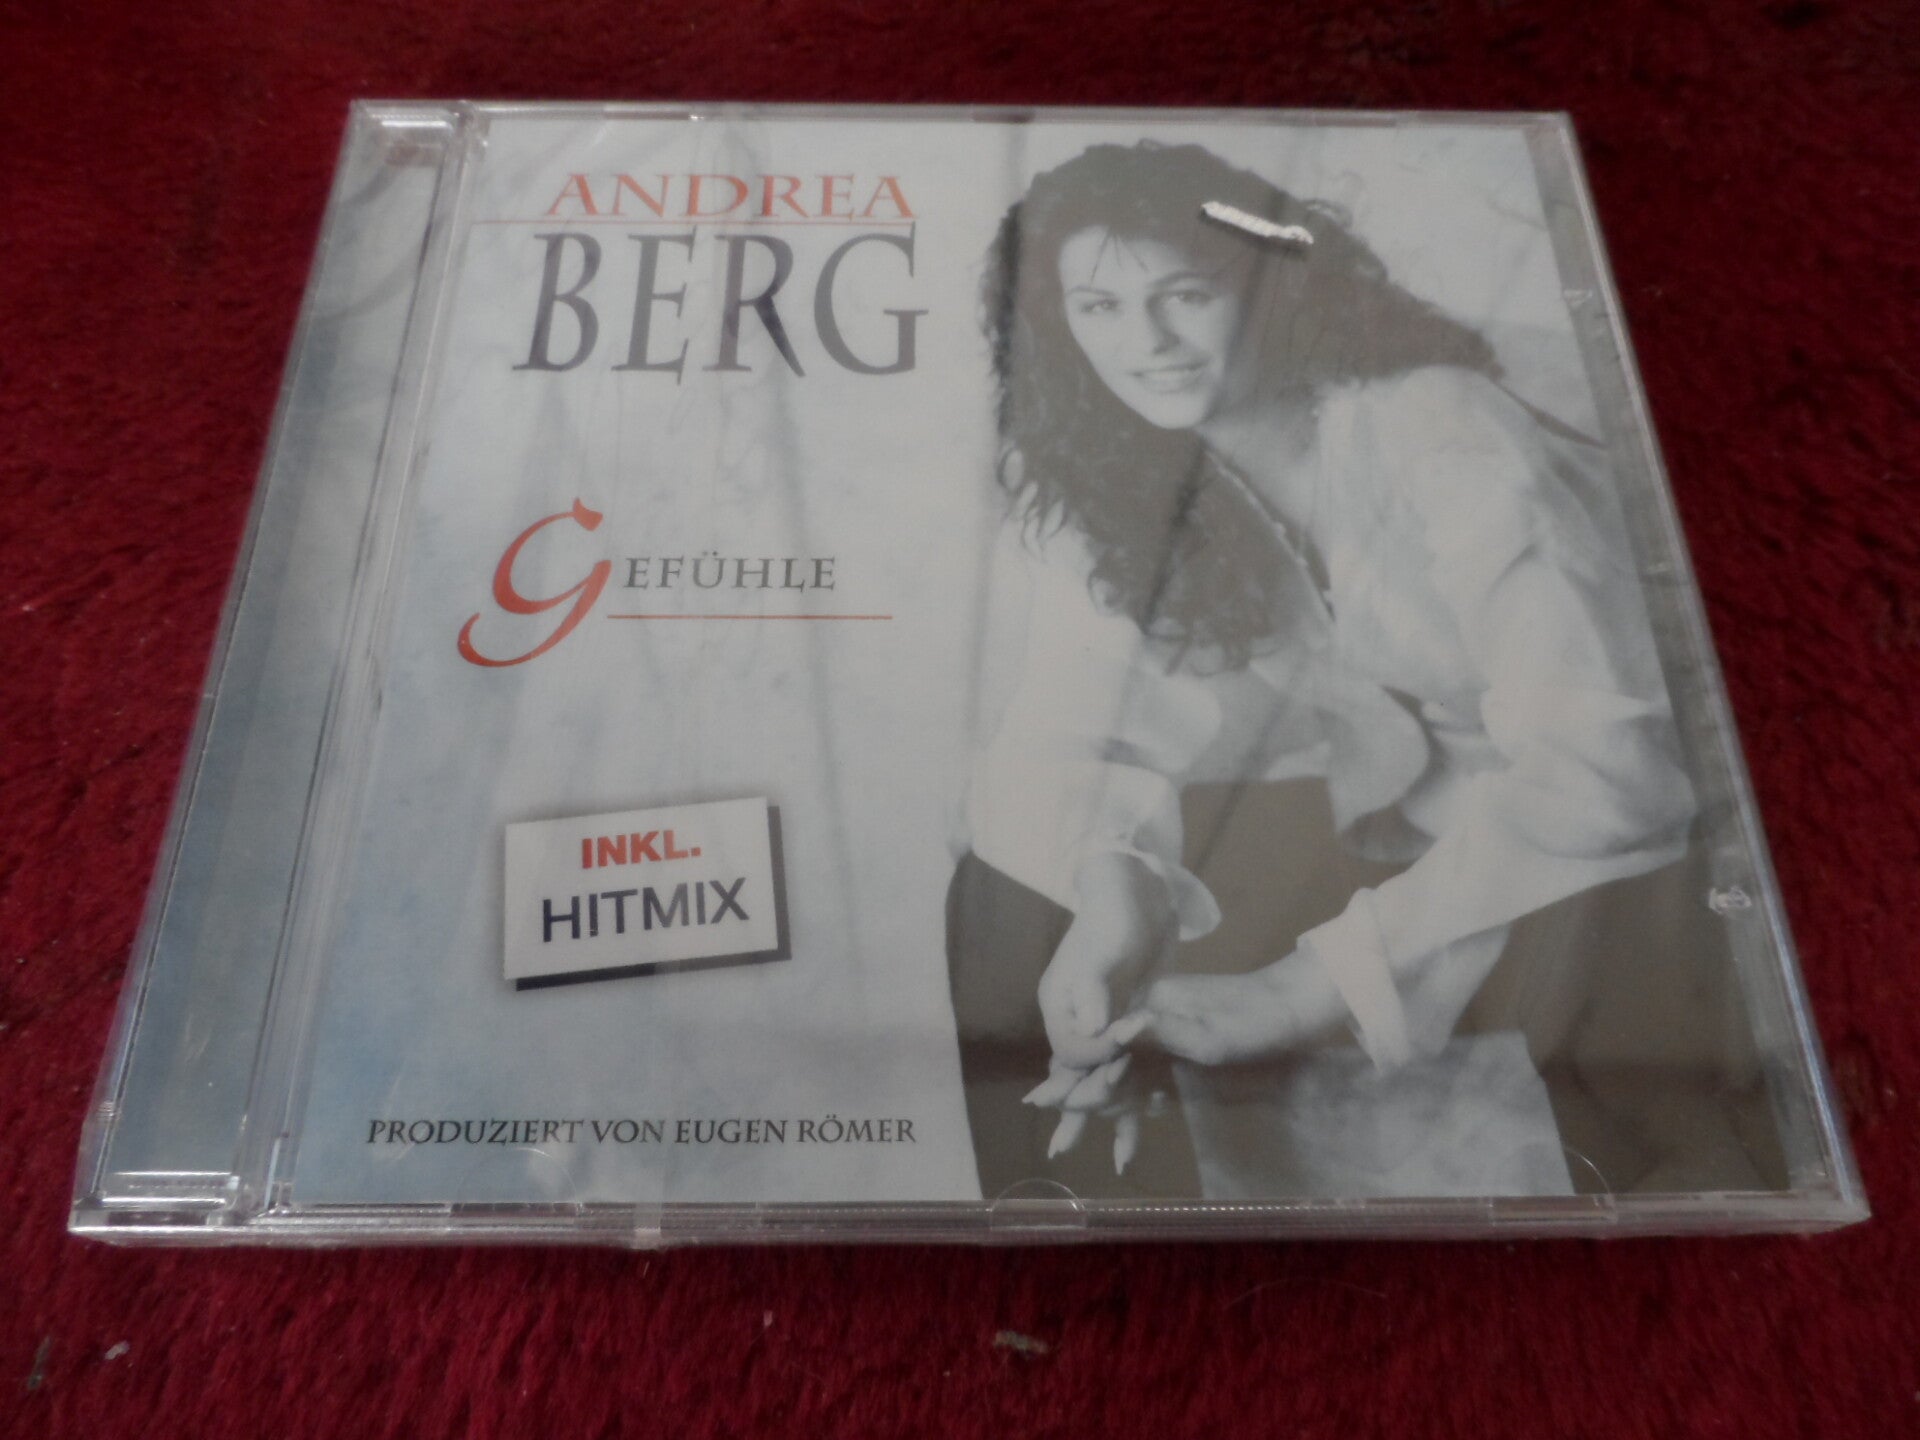 ANDREA
BERG
GEFÜHLE
INKL.
HITMIX
PRODUZIERT VON EUGEN RÖMER